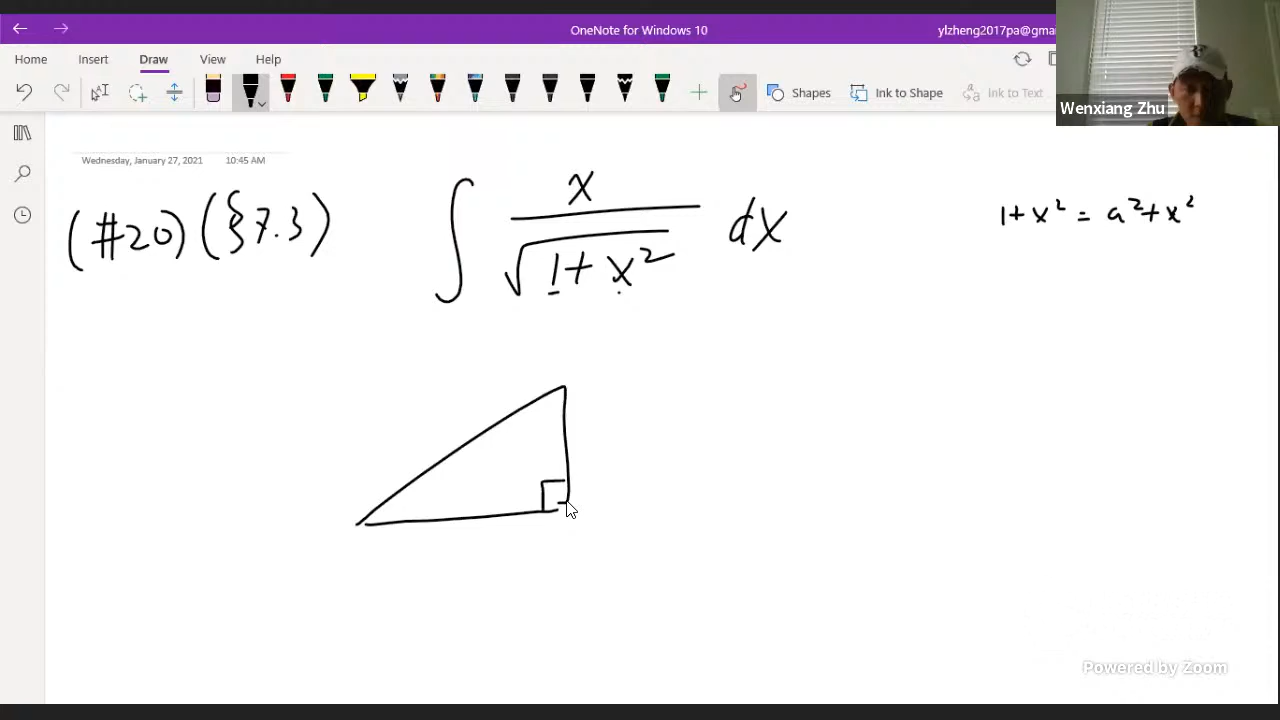 OneNote for Windows 10
ylzheng2017pa@gma
Home Insert Draw View Help
Shapes Ink to Shape Ink to Text
Wenxiang Zhu
Wednesday, January 27, 2021 10:45 AM
(#20) (§7.3) ∫ x / √(1+x²) dx
1+x² = a²+x²
Powered by Zoom